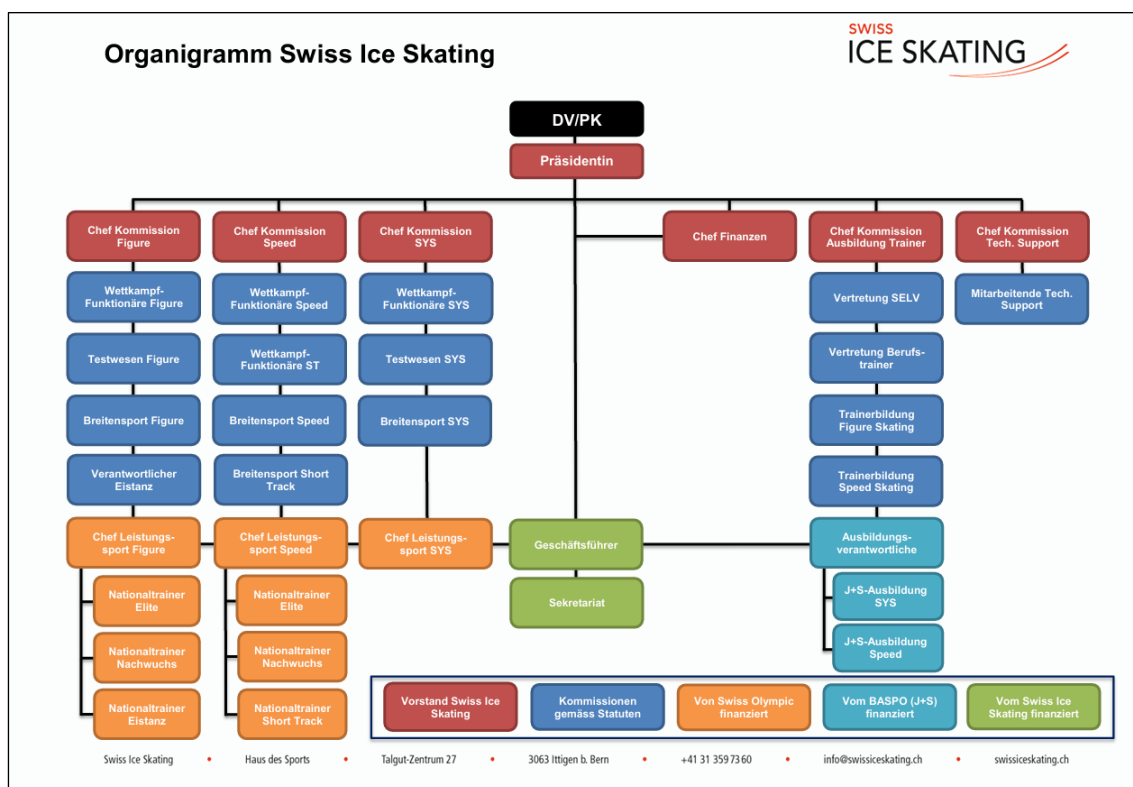 Organigramm Swiss Ice Skating
SWISS
ICE SKATING
DV/PK
Präsidentin
Chef Kommission
Figure
Chef Kommission
Speed
Chef Kommission
SYS
Chef Finanzen
Chef Kommission
Ausbildung Trainer
Chef Kommission
Tech. Support
Wettkampf-
Funktionäre Figure
Wettkampf-
Funktionäre Speed
Wettkampf-
Funktionäre SYS
Vertretung SELV
Mitarbeitende Tech.
Support
Testwesen Figure
Wettkampf-
Funktionäre ST
Testwesen SYS
Vertretung Berufs-
trainer
Breitensport Figure
Breitensport Speed
Breitensport SYS
Trainerbildung
Figure Skating
Verantwortlicher
Eistanz
Breitensport Short
Track
Trainerbildung
Speed Skating
Chef Leistungs-
sport Figure
Chef Leistungs-
sport Speed
Chef Leistungs-
sport SYS
Geschäftsführer
Ausbildungs-
verantwortliche
Nationaltrainer
Elite
Nationaltrainer
Elite
Sekretariat
J+S-Ausbildung
SYS
Nationaltrainer
Nachwuchs
Nationaltrainer
Nachwuchs
J+S-Ausbildung
Speed
Nationaltrainer
Eistanz
Nationaltrainer
Short Track
Vorstand Swiss Ice
Skating
Kommissionen
gemäss Statuten
Von Swiss Olympic
finanziert
Vom BASPO (J+S)
finanziert
Vom Swiss Ice
Skating finanziert
Swiss Ice Skating • Haus des Sports • Talgut-Zentrum 27 • 3063 Ittigen b. Bern • +41 31 359 73 60 • info@swissiceskating.ch • swissiceskating.ch